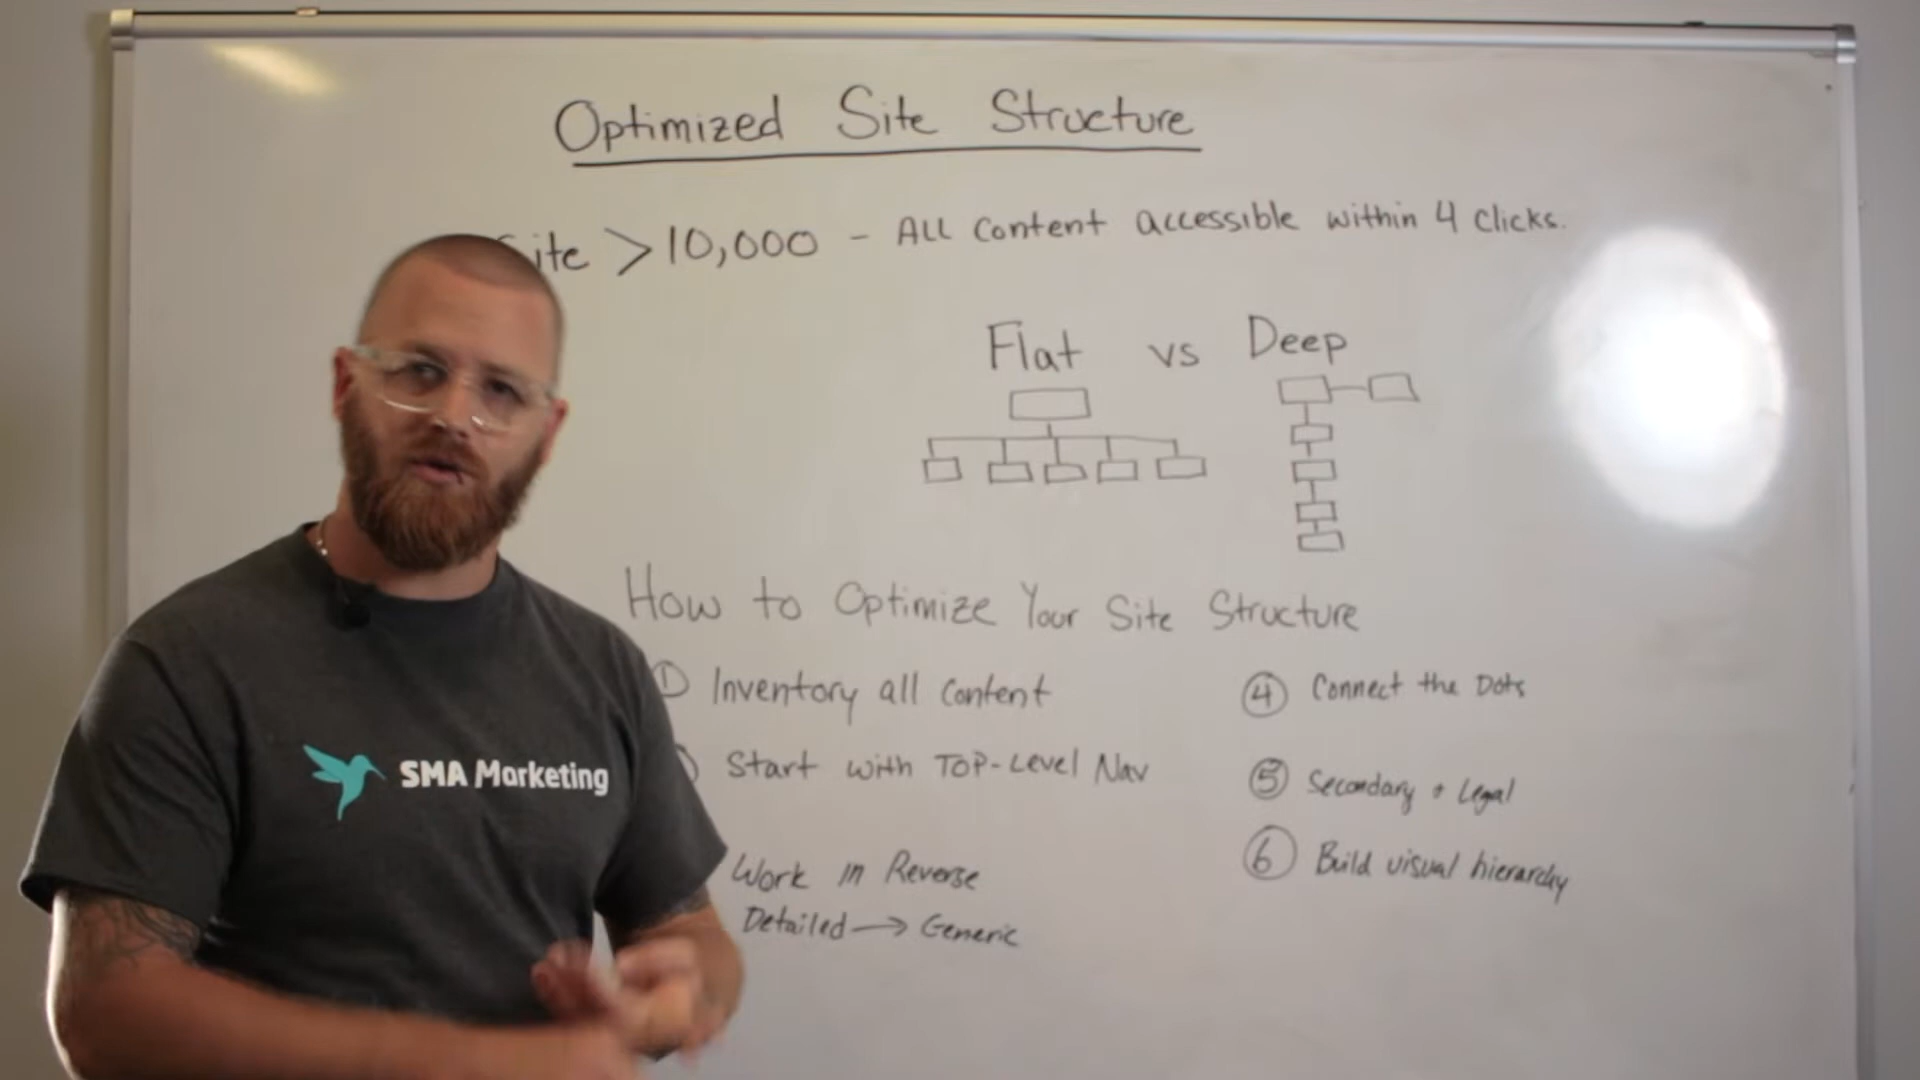 Optimized Site Structure
Site >10,000 - ALL Content accessible within 4 clicks.
Flat vs Deep
How to Optimize Your Site Structure
① Inventory all Content
Start with TOP-Level Nav
Work in Reverse
Detailed → Generic
④ Connect the Dots
⑤ Secondary + Legal
⑥ Build visual hierarchy
SMA Marketing